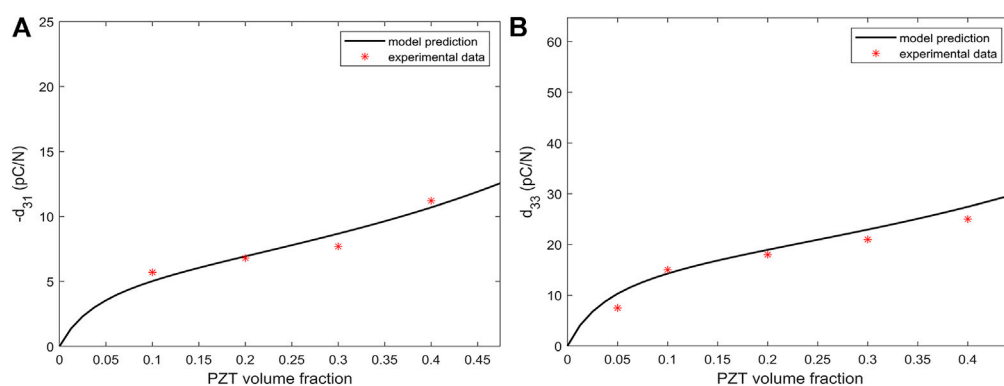 A
25
20
15
10
5
0
-d31 (pC/N)
model prediction
experimental data
0 0.05 0.1 0.15 0.2 0.25 0.3 0.35 0.4 0.45
PZT volume fraction
B
60
50
40
30
20
10
0
d33 (pC/N)
model prediction
experimental data
0 0.05 0.1 0.15 0.2 0.25 0.3 0.35 0.4
PZT volume fraction